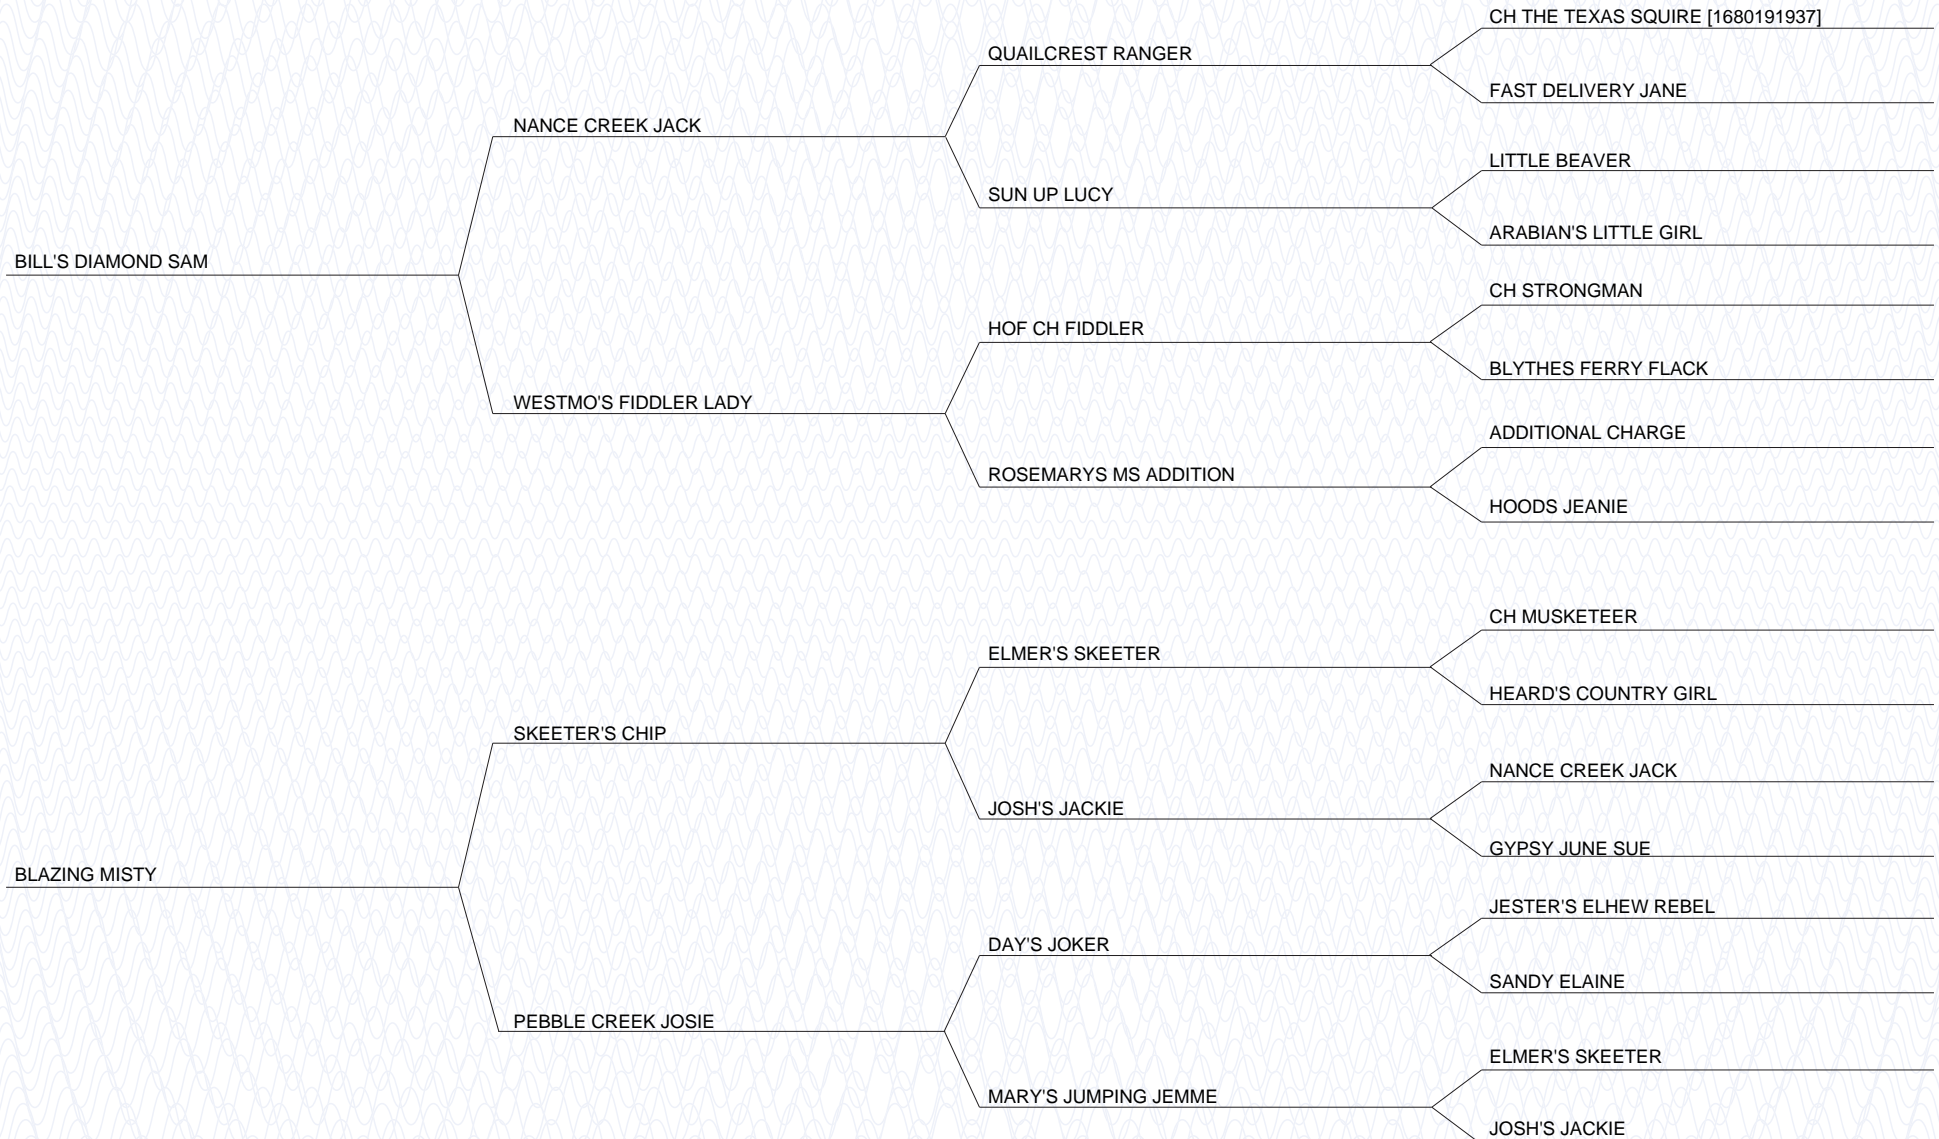 CH THE TEXAS SQUIRE [1680191937]
QUAILCREST RANGER
FAST DELIVERY JANE
NANCE CREEK JACK
LITTLE BEAVER
SUN UP LUCY
ARABIAN'S LITTLE GIRL
BILL'S DIAMOND SAM
CH STRONGMAN
HOF CH FIDDLER
BLYTHES FERRY FLACK
WESTMO'S FIDDLER LADY
ADDITIONAL CHARGE
ROSEMARYS MS ADDITION
HOODS JEANIE
CH MUSKETEER
ELMER'S SKEETER
HEARD'S COUNTRY GIRL
SKEETER'S CHIP
NANCE CREEK JACK
JOSH'S JACKIE
GYPSY JUNE SUE
BLAZING MISTY
JESTER'S ELHEW REBEL
DAY'S JOKER
SANDY ELAINE
PEBBLE CREEK JOSIE
ELMER'S SKEETER
MARY'S JUMPING JEMME
JOSH'S JACKIE